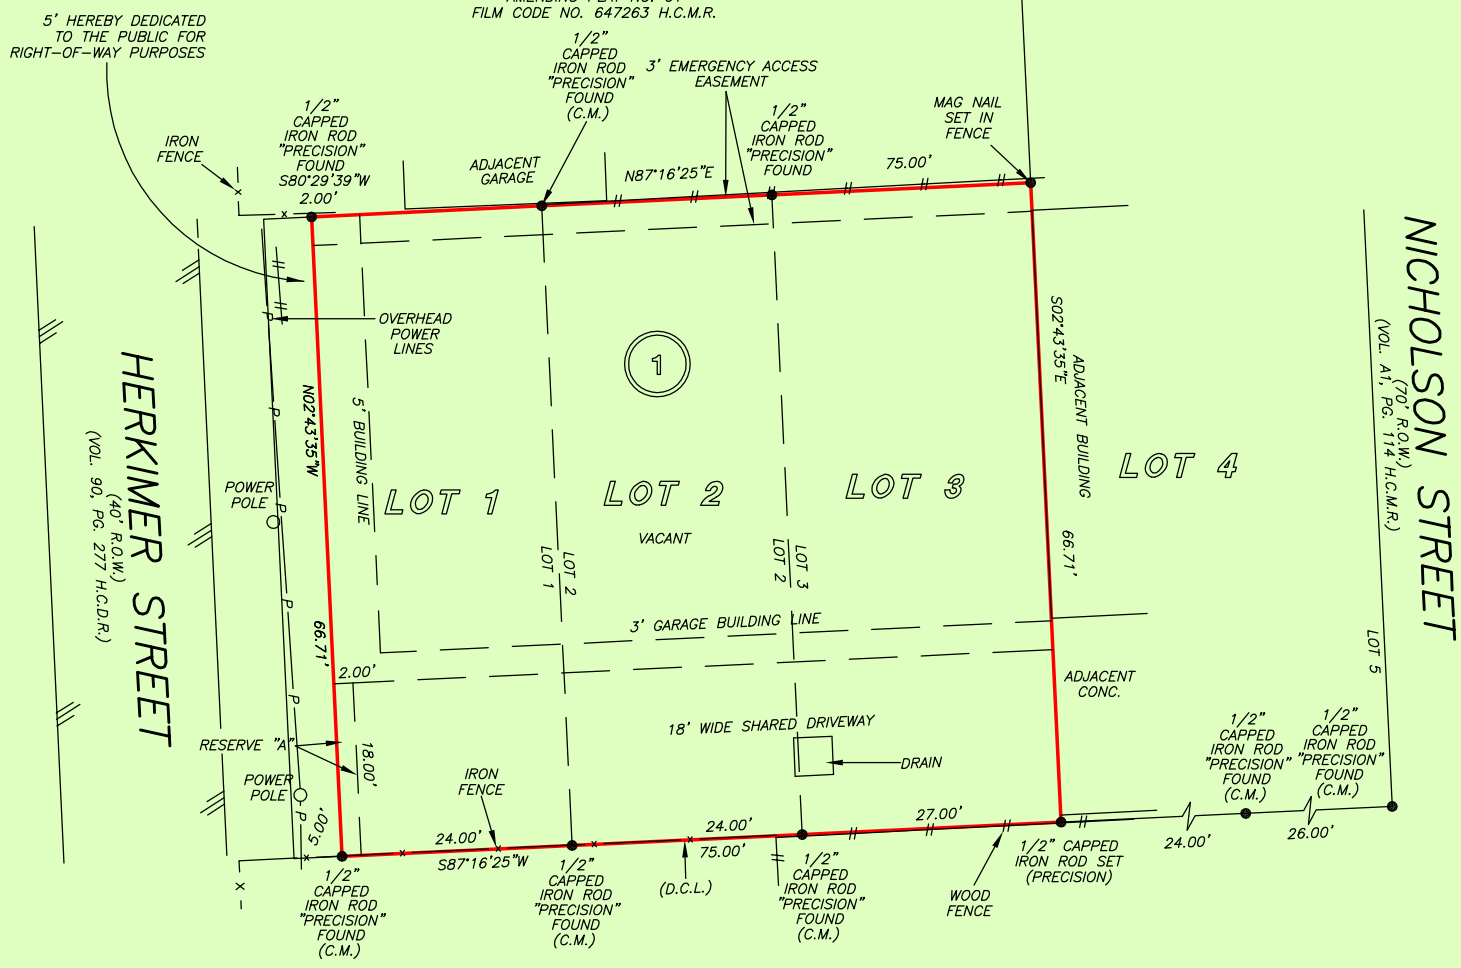 FILM CODE NO. 647263 H.C.M.R.
5' HEREBY DEDICATED
TO THE PUBLIC FOR
RIGHT-OF-WAY PURPOSES
1/2"
CAPPED
IRON ROD
"PRECISION"
FOUND
(C.M.)
3' EMERGENCY ACCESS
EASEMENT
1/2"
CAPPED
IRON ROD
"PRECISION"
FOUND
MAG NAIL
SET IN
FENCE
1/2"
CAPPED
IRON ROD
"PRECISION"
FOUND
S80°29'39"W
2.00'
IRON
FENCE
ADJACENT
GARAGE
N87°16'25"E
75.00'
OVERHEAD
POWER
LINES
1
S02°43'35"E
66.71'
ADJACENT BUILDING
NICHOLSON STREET
(70' R.O.W.)
(VOL. A1, PG. 114 H.C.M.R.)
HERKIMER STREET
(40' R.O.W.)
(VOL. 90, PG. 277 H.C.D.R.)
N02°43'35"W
66.71'
5' BUILDING LINE
P
P
P
P
P
P
POWER
POLE
LOT 1
LOT 2
LOT 3
LOT 4
VACANT
LOT 2
LOT 1
LOT 3
LOT 2
3' GARAGE BUILDING LINE
LOT 5
2.00'
ADJACENT
CONC.
18' WIDE SHARED DRIVEWAY
RESERVE "A"
18.00'
DRAIN
IRON
FENCE
POWER
POLE
5.00'
1/2"
CAPPED
IRON ROD
"PRECISION"
FOUND
(C.M.)
1/2"
CAPPED
IRON ROD
"PRECISION"
FOUND
(C.M.)
24.00'
24.00'
27.00'
24.00'
26.00'
S87°16'25"W
75.00'
(D.C.L.)
1/2"
CAPPED
IRON ROD
"PRECISION"
FOUND
(C.M.)
1/2"
CAPPED
IRON ROD
"PRECISION"
FOUND
(C.M.)
1/2"
CAPPED
IRON ROD
"PRECISION"
FOUND
(C.M.)
WOOD
FENCE
1/2" CAPPED
IRON ROD SET
(PRECISION)